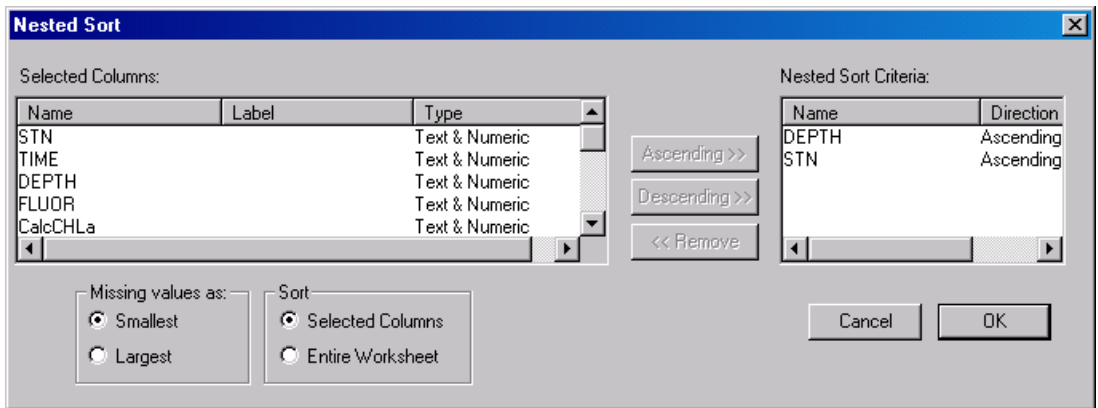 Nested Sort
Selected Columns:
Name Label Type
STN Text & Numeric
TIME Text & Numeric
DEPTH Text & Numeric
FLUOR Text & Numeric
CalcCHLa Text & Numeric
Ascending >>
Descending >>
<< Remove
Nested Sort Criteria:
Name Direction
DEPTH Ascending
STN Ascending
Missing values as:
Smallest
Largest
Sort
Selected Columns
Entire Worksheet
Cancel
OK